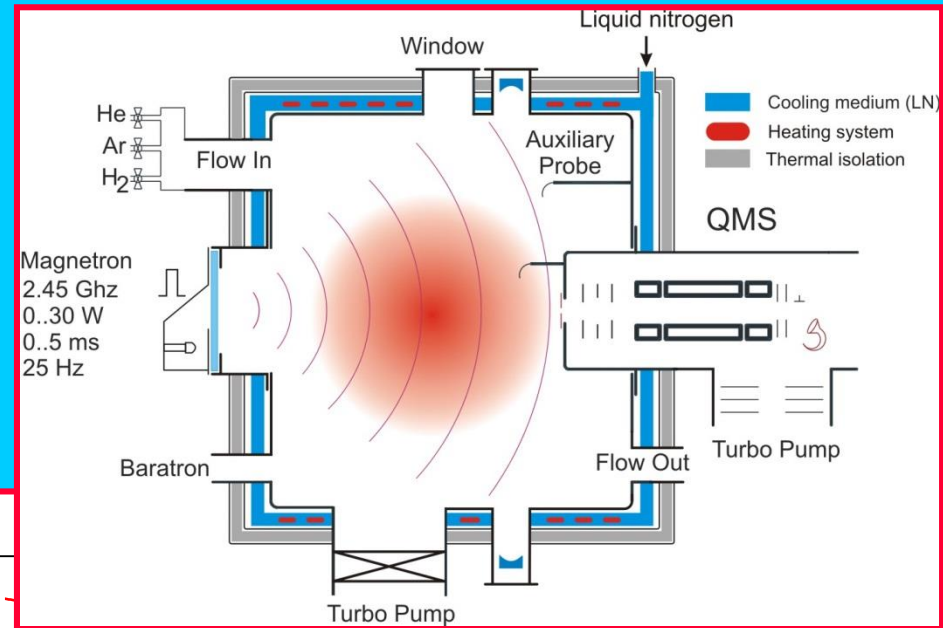 Liquid nitrogen
Window
He
Ar
H2
Flow In
Auxiliary
Probe
Cooling medium (LN)
Heating system
Thermal isolation
QMS
Magnetron
2.45 Ghz
0..30 W
0..5 ms
25 Hz
Baratron
Flow Out
Turbo Pump
Turbo Pump